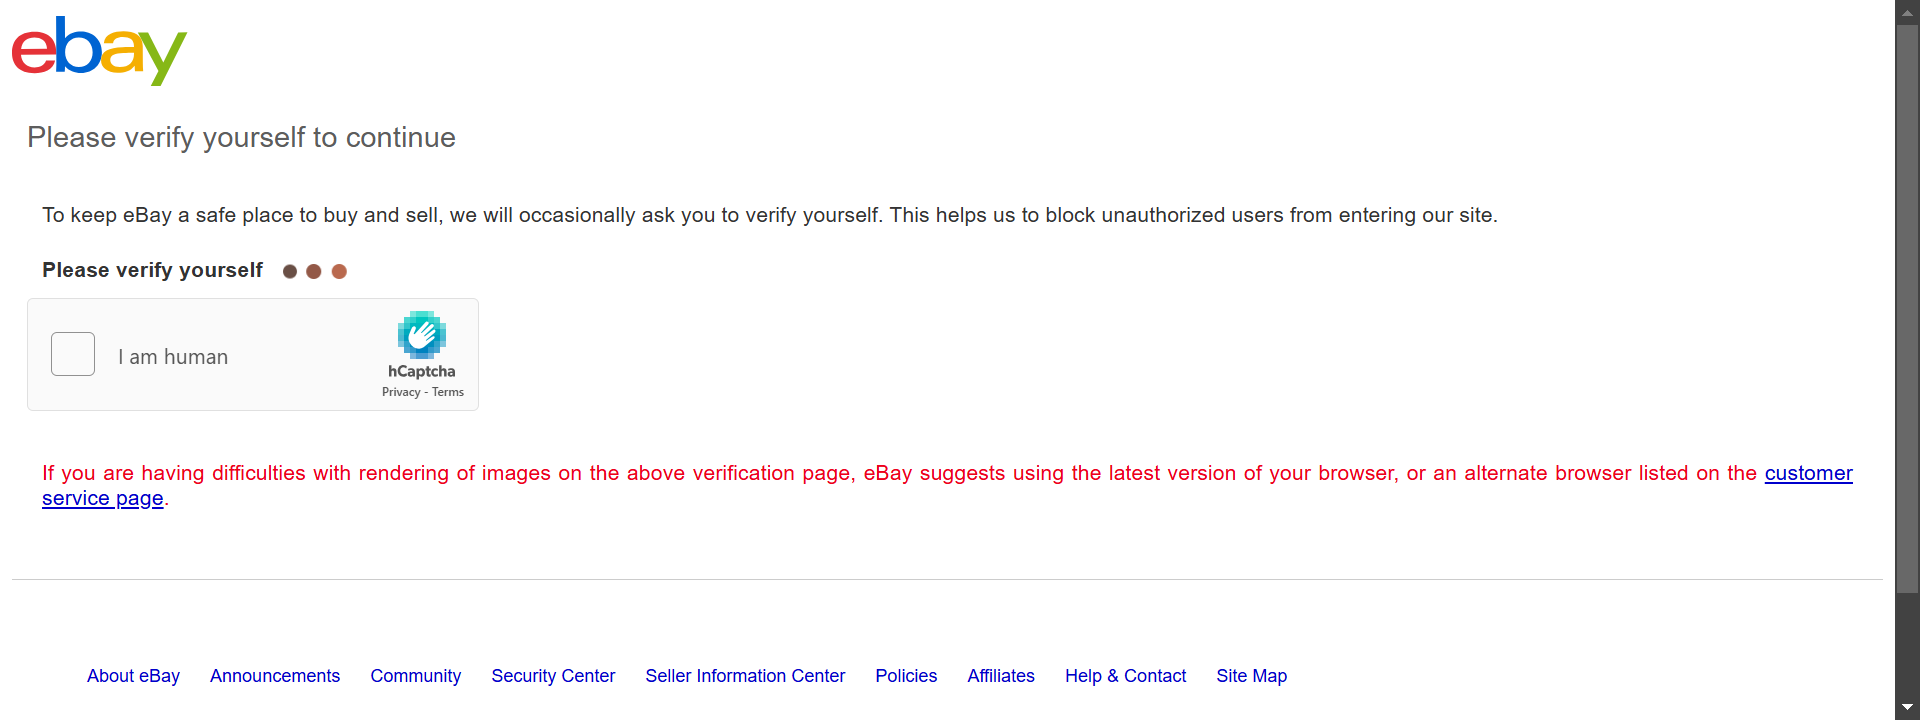 ebay
Please verify yourself to continue
To keep eBay a safe place to buy and sell, we will occasionally ask you to verify yourself. This helps us to block unauthorized users from entering our site.
Please verify yourself
I am human
hCaptcha
Privacy - Terms
If you are having difficulties with rendering of images on the above verification page, eBay suggests using the latest version of your browser, or an alternate browser listed on the customer
service page.
About eBay Announcements Community Security Center Seller Information Center Policies Affiliates Help & Contact Site Map